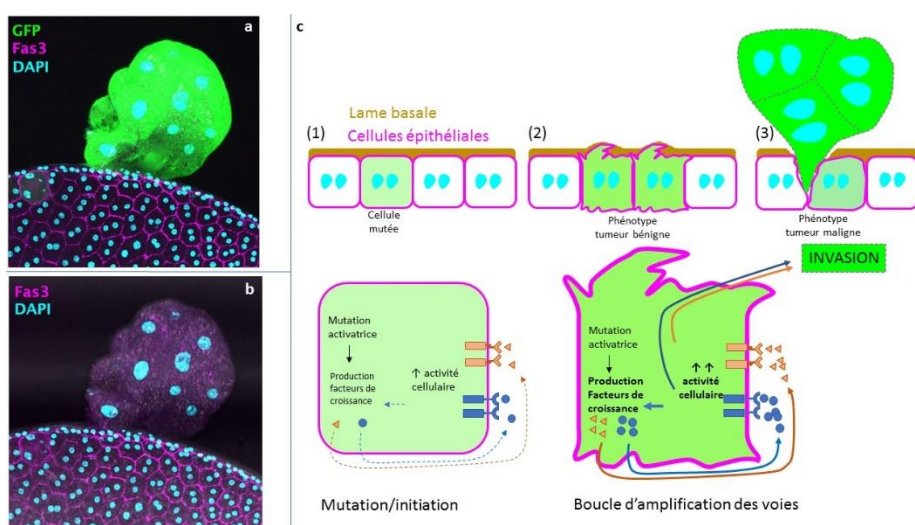 GFP
Fas3
DAPI
a
Fas3
DAPI
b
c
Lame basale
Cellules épithéliales
(1)
(2)
(3)
Cellule
mutée
Phénotype
tumeur bénigne
Phénotype
tumeur maligne
INVASION
Mutation
activatrice
Production
facteurs de
croissance
↑ activité
cellulaire
Mutation
activatrice
Production
Facteurs de
croissance
↑ ↑
activité
cellulaire
Mutation/initiation
Boucle d'amplification des voies